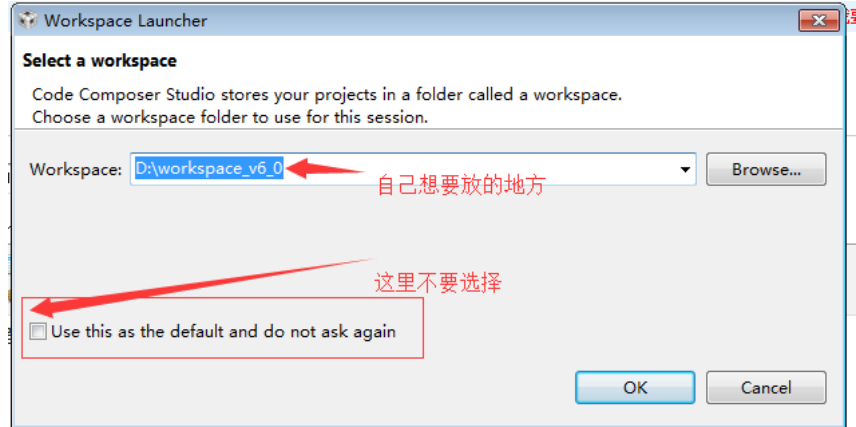 Workspace Launcher
Select a workspace
Code Composer Studio stores your projects in a folder called a workspace.
Choose a workspace folder to use for this session.
Workspace: D:\workspace_v6_0 Browse...
自己想要放的地方
这里不要选择
Use this as the default and do not ask again
OK Cancel